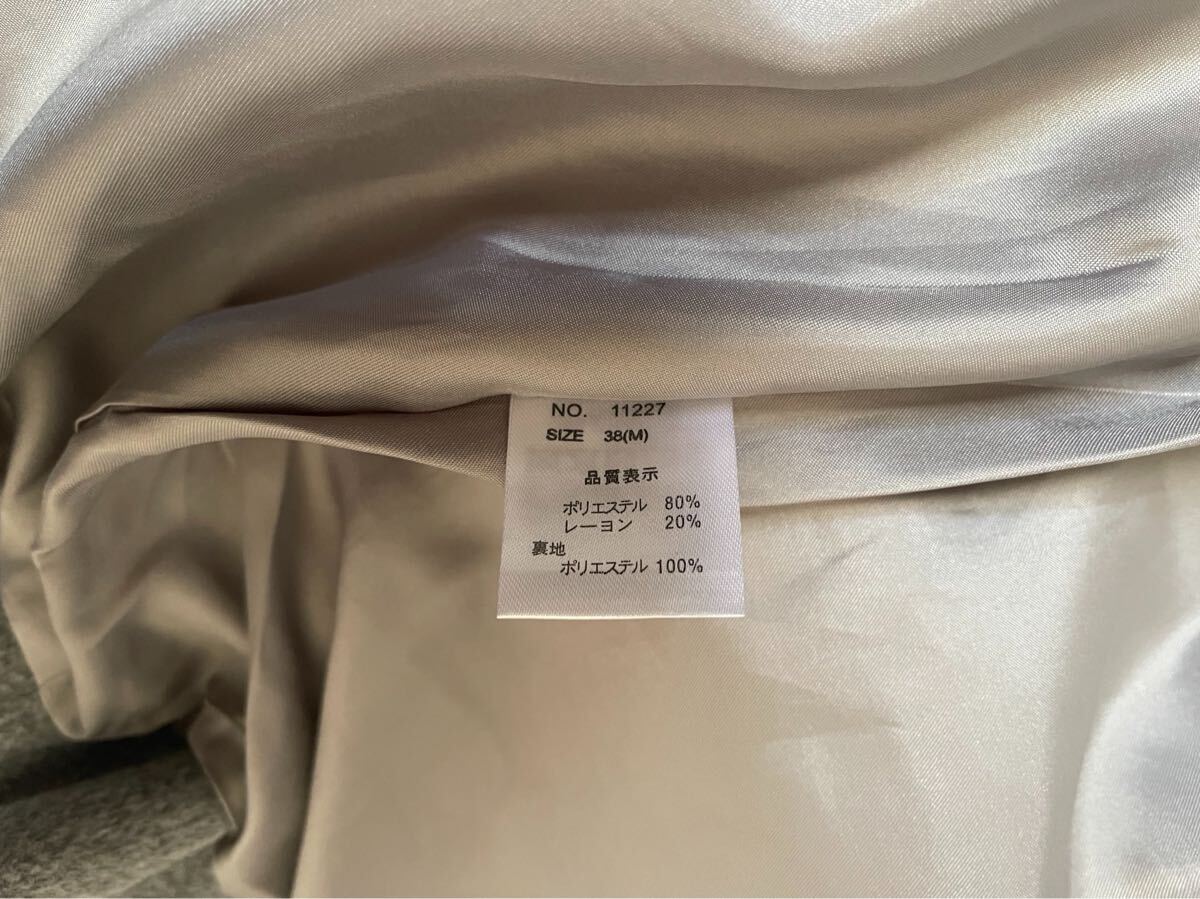 NO. 11227
SIZE 38(M)
品質表示
ポリエステル 80%
レーヨン 20%
裏地
ポリエステル 100%